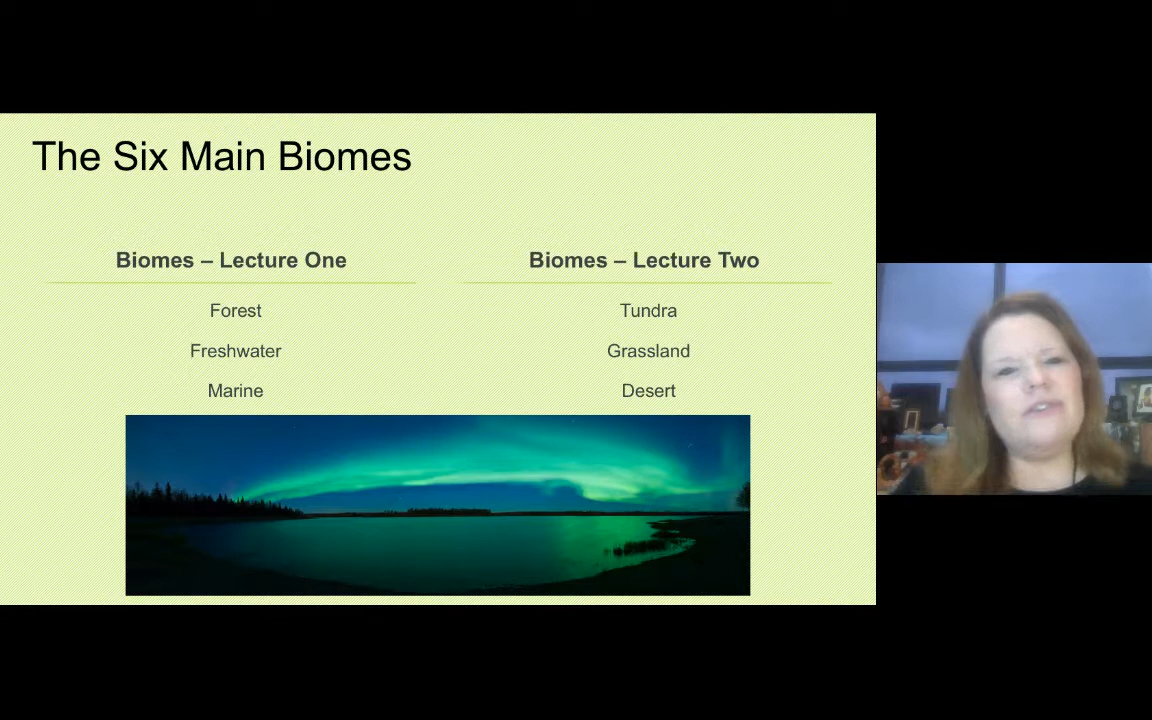 The Six Main Biomes
Biomes – Lecture One
Forest
Freshwater
Marine
Biomes – Lecture Two
Tundra
Grassland
Desert